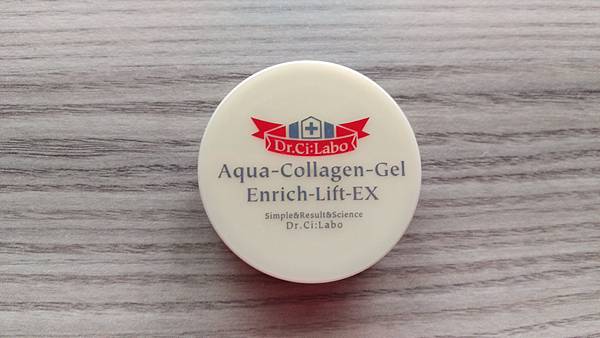 Dr.Ci:Labo
Aqua-Collagen-Gel
Enrich-Lift-EX
Simple&Result&Science
Dr.Ci:Labo